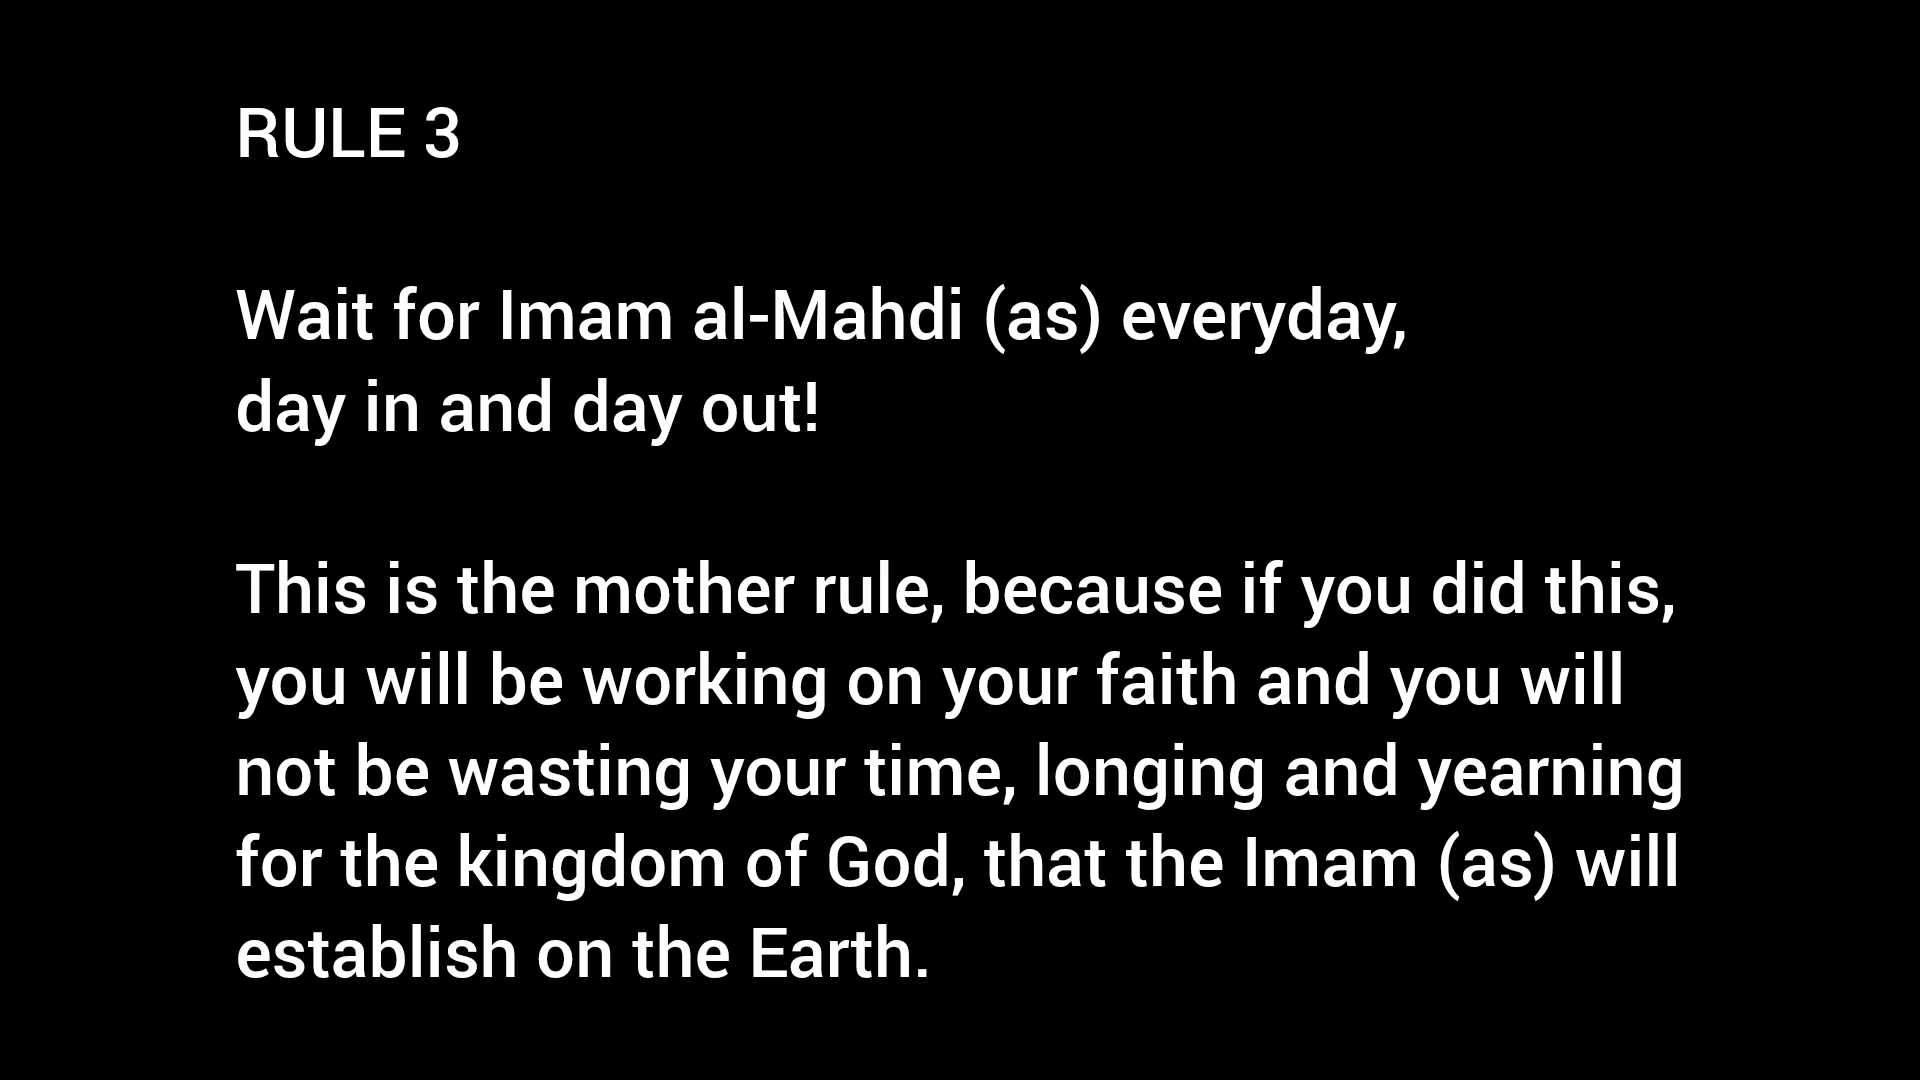 RULE 3
Wait for Imam al-Mahdi (as) everyday,
day in and day out!
This is the mother rule, because if you did this,
you will be working on your faith and you will
not be wasting your time, longing and yearning
for the kingdom of God, that the Imam (as) will
establish on the Earth.